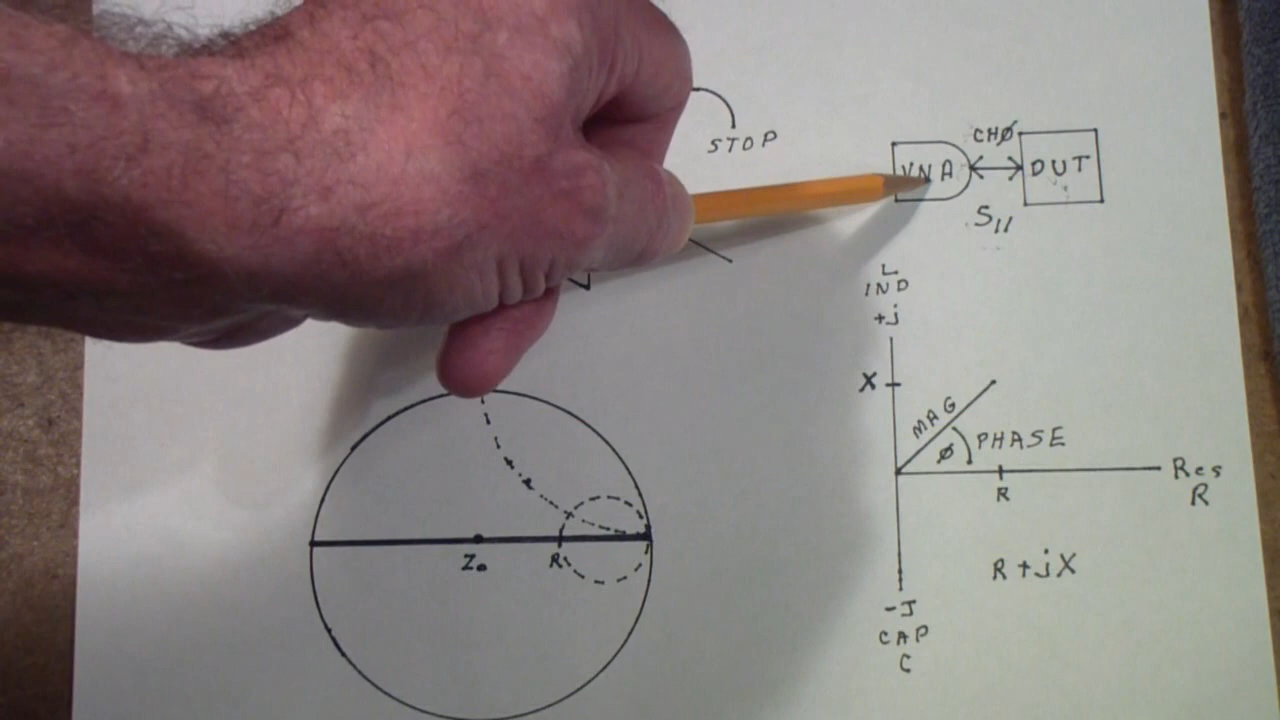 STOP
CHØ
VNA
DUT
S11
L
IND
+j
X
MAG
Ø
PHASE
R
Res
R
R+jX
-J
CAP
C
Zo
R